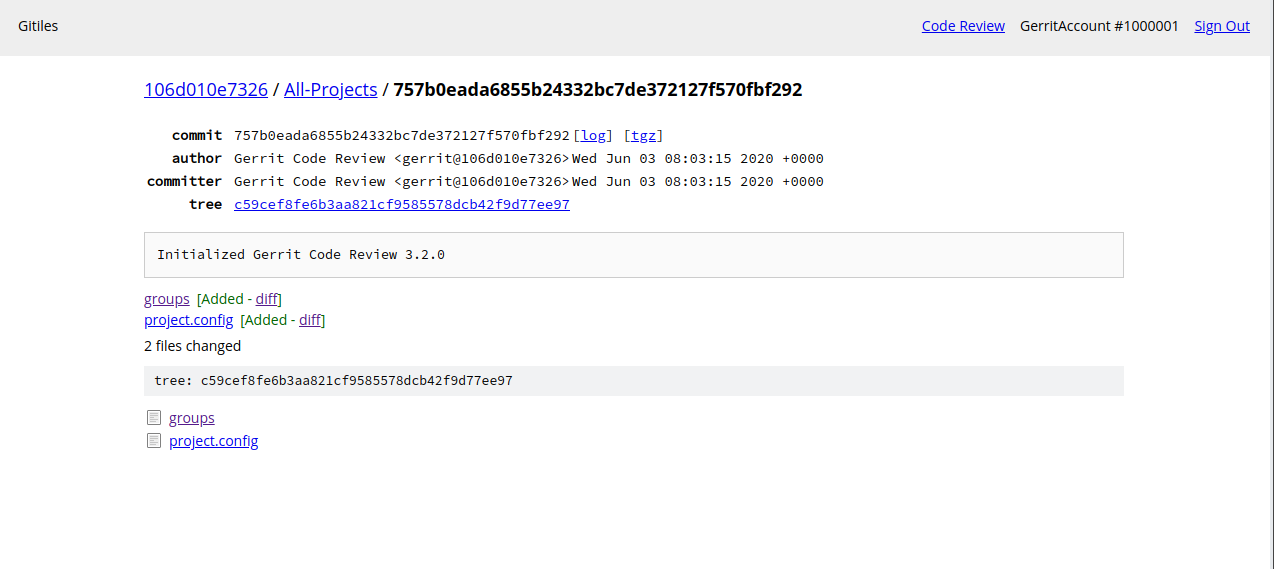 Gitiles Code Review GerritAccount #1000001 Sign Out
106d010e7326 / All-Projects / 757b0eada6855b24332bc7de372127f570fbf292
commit 757b0eada6855b24332bc7de372127f570fbf292 [log] [tgz]
author Gerrit Code Review <gerrit@106d010e7326> Wed Jun 03 08:03:15 2020 +0000
committer Gerrit Code Review <gerrit@106d010e7326> Wed Jun 03 08:03:15 2020 +0000
tree c59cef8fe6b3aa821cf9585578dcb42f9d77ee97
Initialized Gerrit Code Review 3.2.0
groups [Added - diff]
project.config [Added - diff]
2 files changed
tree: c59cef8fe6b3aa821cf9585578dcb42f9d77ee97
groups
project.config